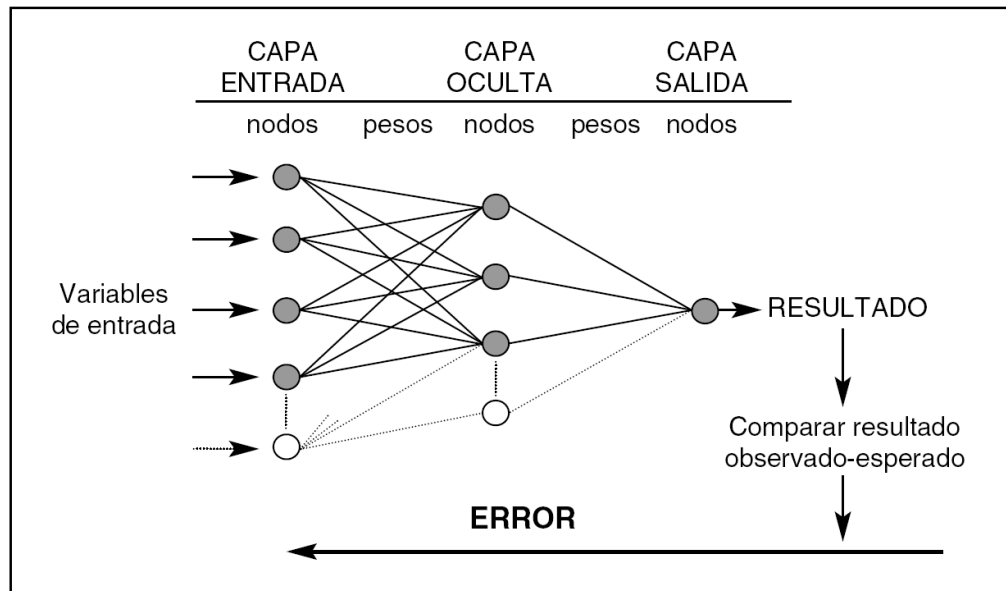 CAPA CAPA CAPA
ENTRADA OCULTA SALIDA
nodos pesos nodos pesos nodos
Variables
de entrada
RESULTADO
Comparar resultado
observado-esperado
ERROR